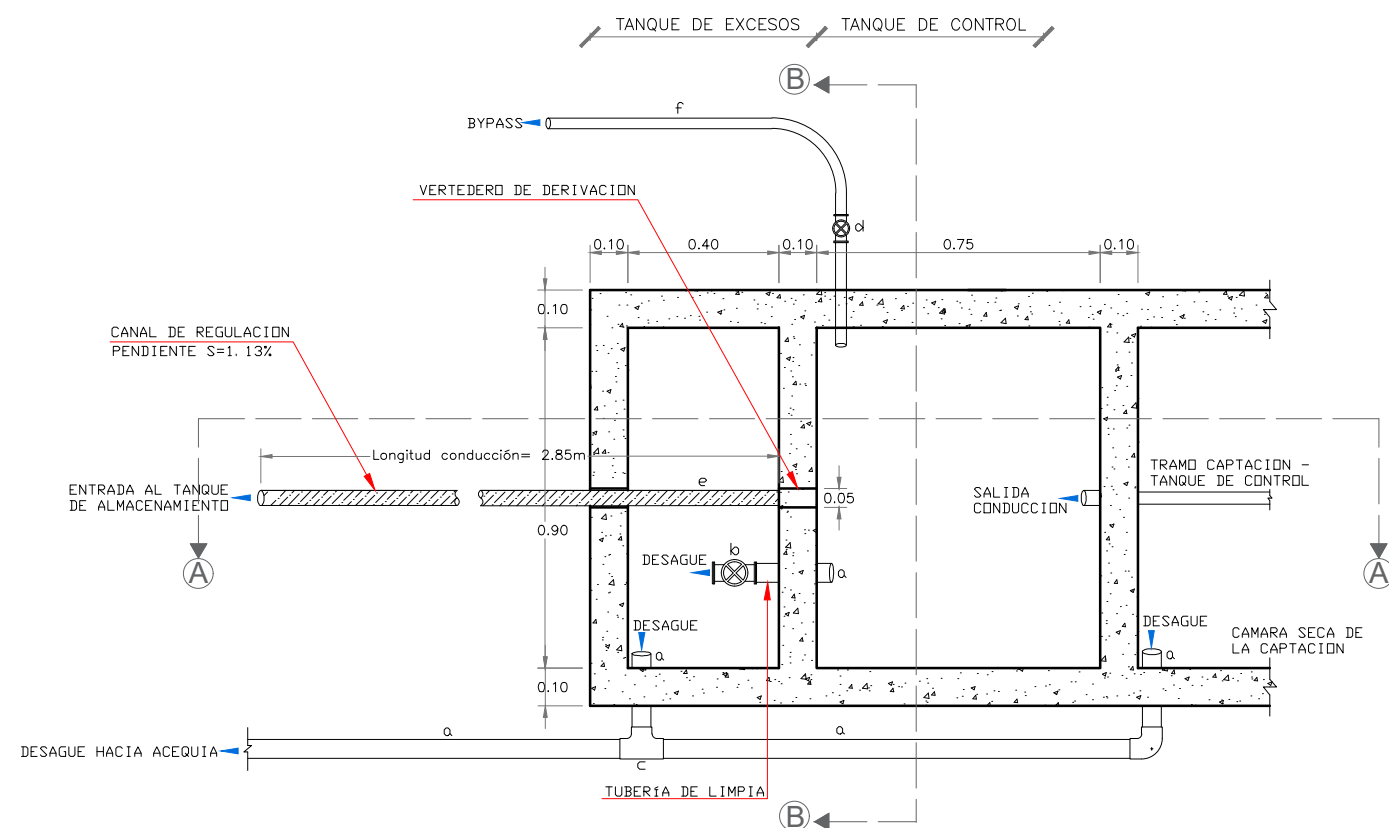 TANQUE DE EXCESOS
TANQUE DE CONTROL
B
f
BYPASS
VERTEDERO DE DERIVACION
d
0.10
0.40
0.10
0.75
0.10
0.10
CANAL DE REGULACION
PENDIENTE S=1.13%
Longitud conducción= 2.85m
TRAMO CAPTACION -
TANQUE DE CONTROL
ENTRADA AL TANQUE
DE ALMACENAMIENTO
e
0.05
SALIDA
CONDUCCION
0.90
A
A
DESAGUE
b
a
DESAGUE
a
DESAGUE
a
CAMARA SECA DE
LA CAPTACION
0.10
DESAGUE HACIA ACEQUIA
a
a
c
TUBERíA DE LIMPIA
B